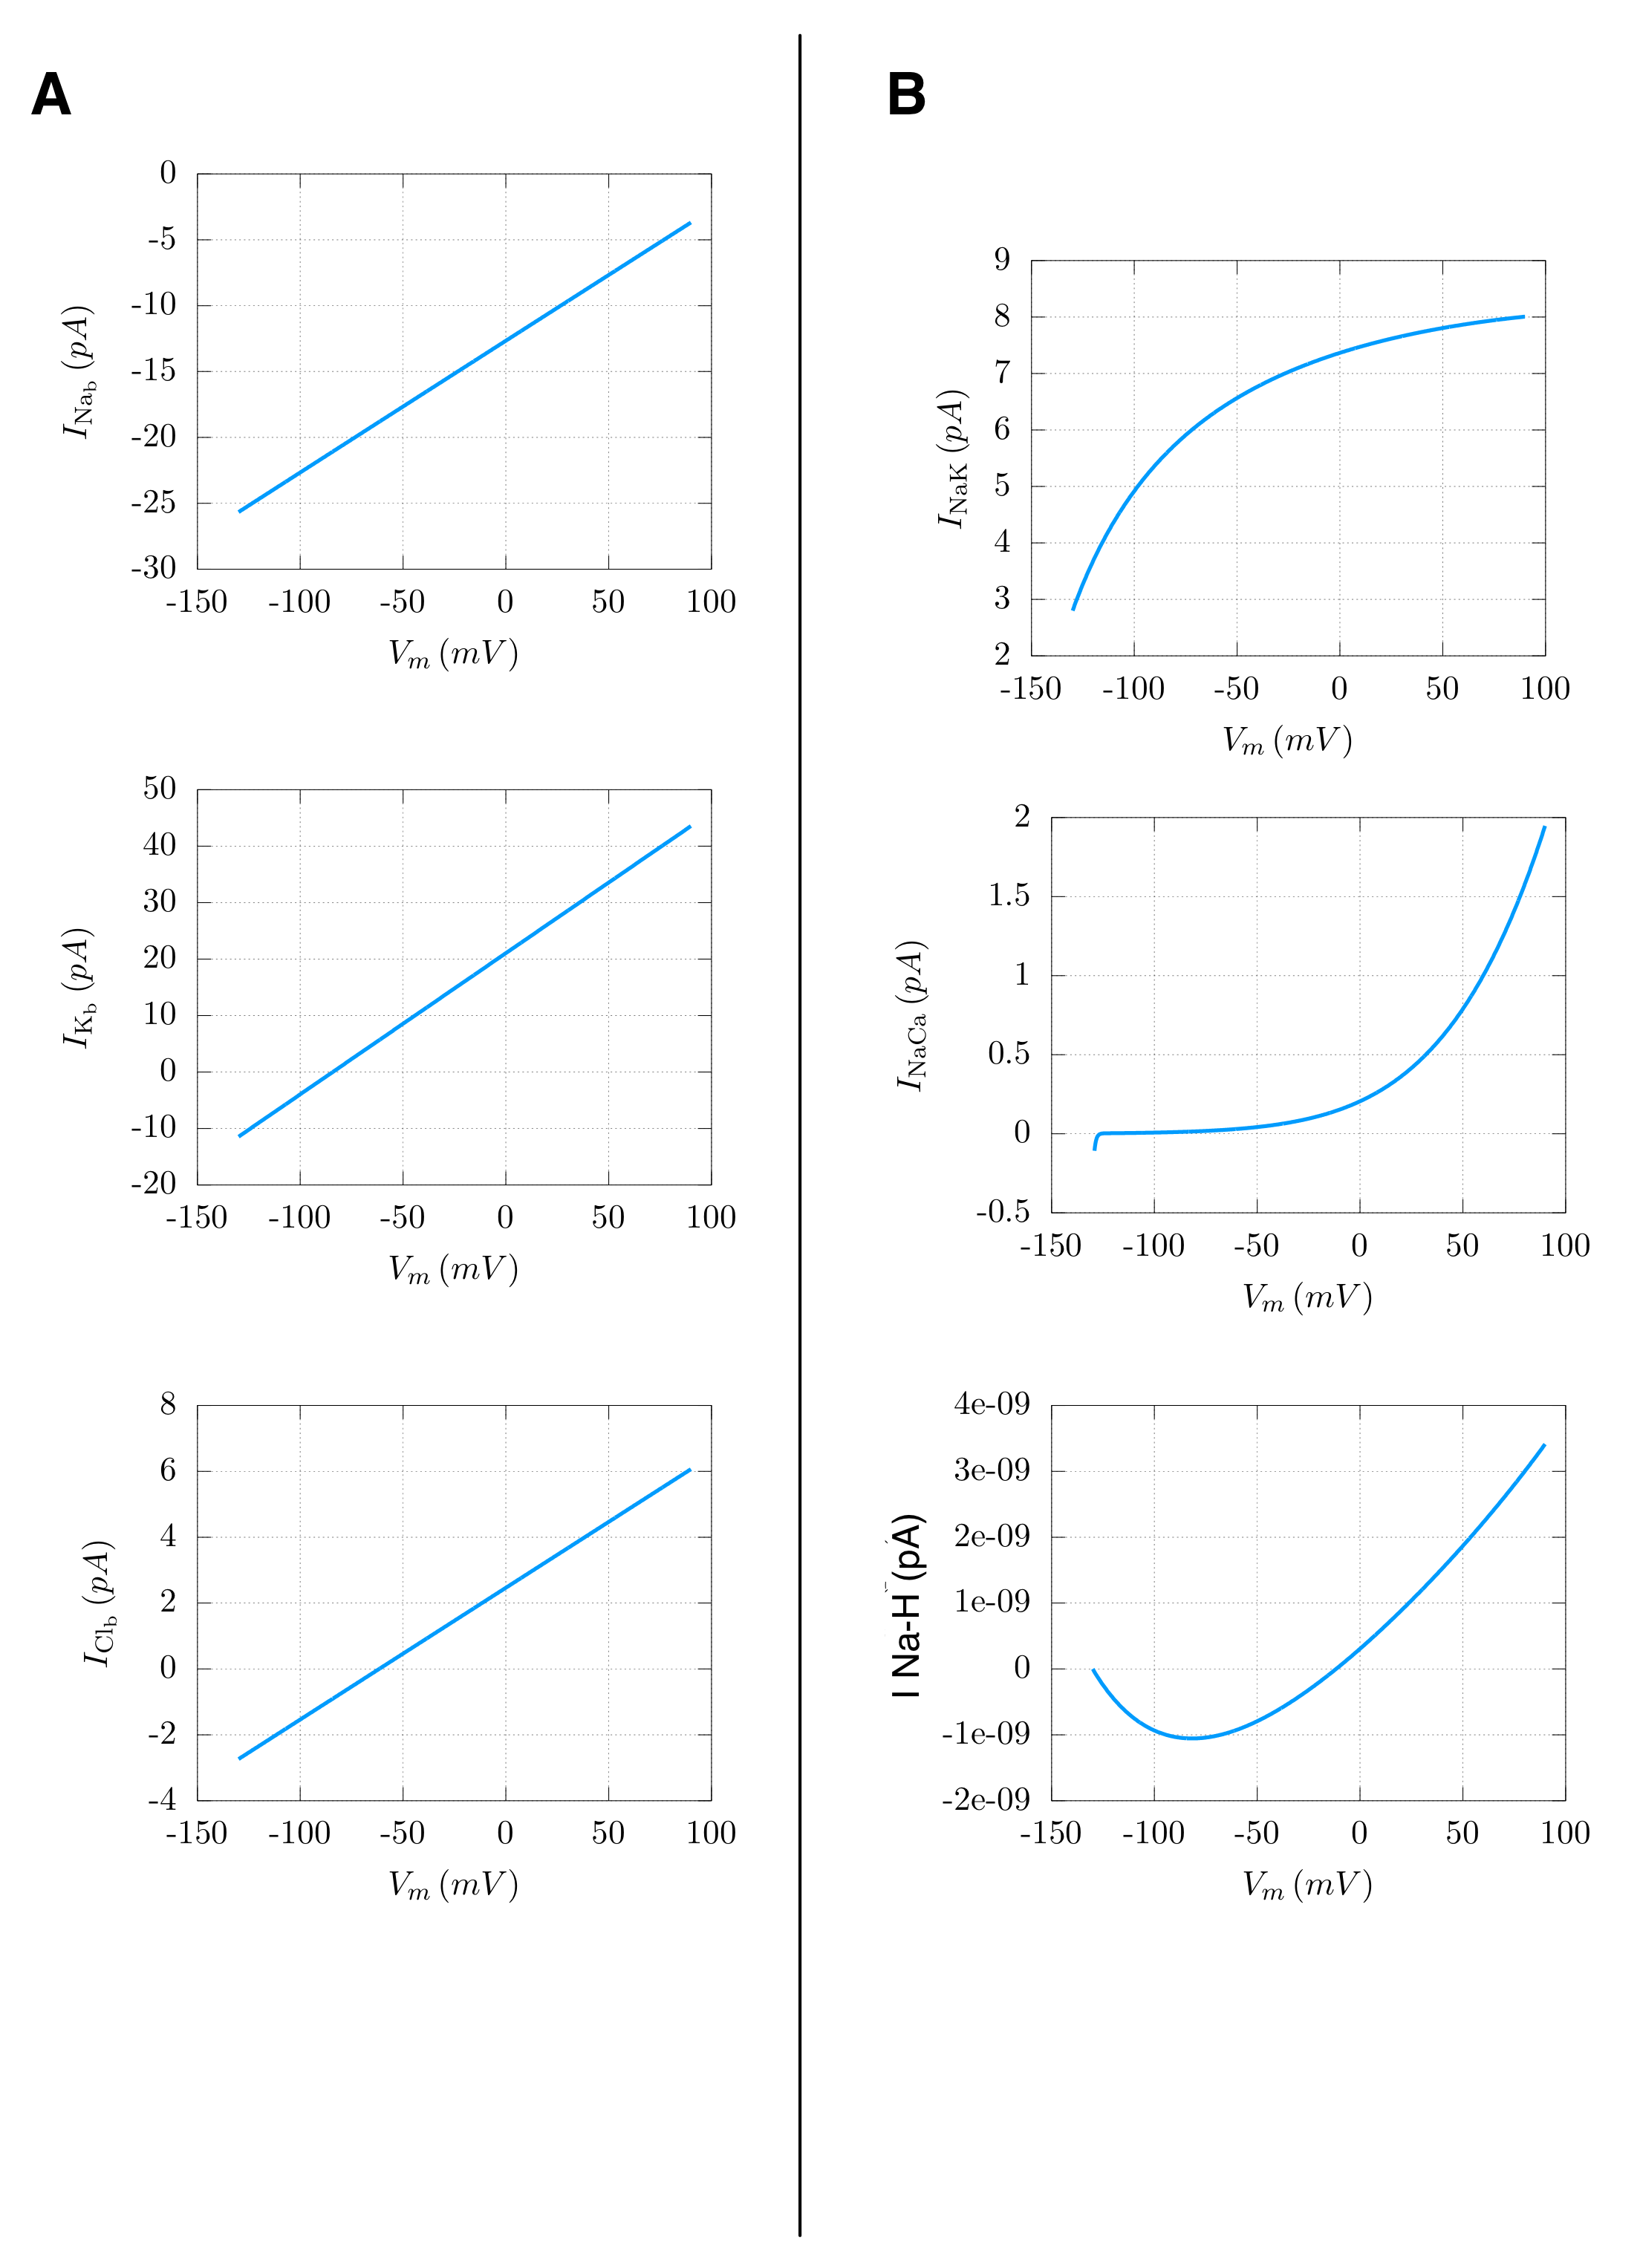 A
B
0
-5
-10
-15
-20
-25
-30
I_Na_b (pA)
-150 -100 -50 0 50 100
V_m (mV)
50
40
30
20
10
0
-10
-20
I_K_b (pA)
-150 -100 -50 0 50 100
V_m (mV)
8
6
4
2
0
-2
-4
I_Cl_b (pA)
-150 -100 -50 0 50 100
V_m (mV)
9
8
7
6
5
4
3
2
I_NaK (pA)
-150 -100 -50 0 50 100
V_m (mV)
2
1.5
1
0.5
0
-0.5
I_NaCa (pA)
-150 -100 -50 0 50 100
V_m (mV)
4e-09
3e-09
2e-09
1e-09
0
-1e-09
-2e-09
I Na-H (pA)
-150 -100 -50 0 50 100
V_m (mV)